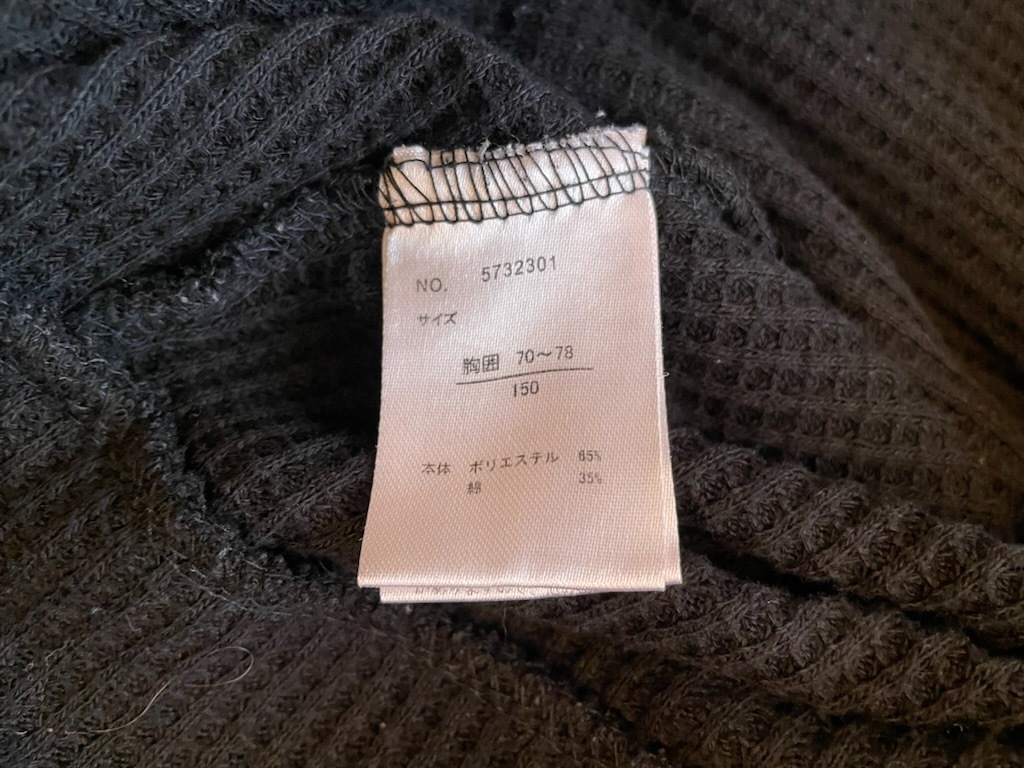 NO. 5732301
サイズ
胸囲 70～78
150
本体 ポリエステル 65%
綿 35%